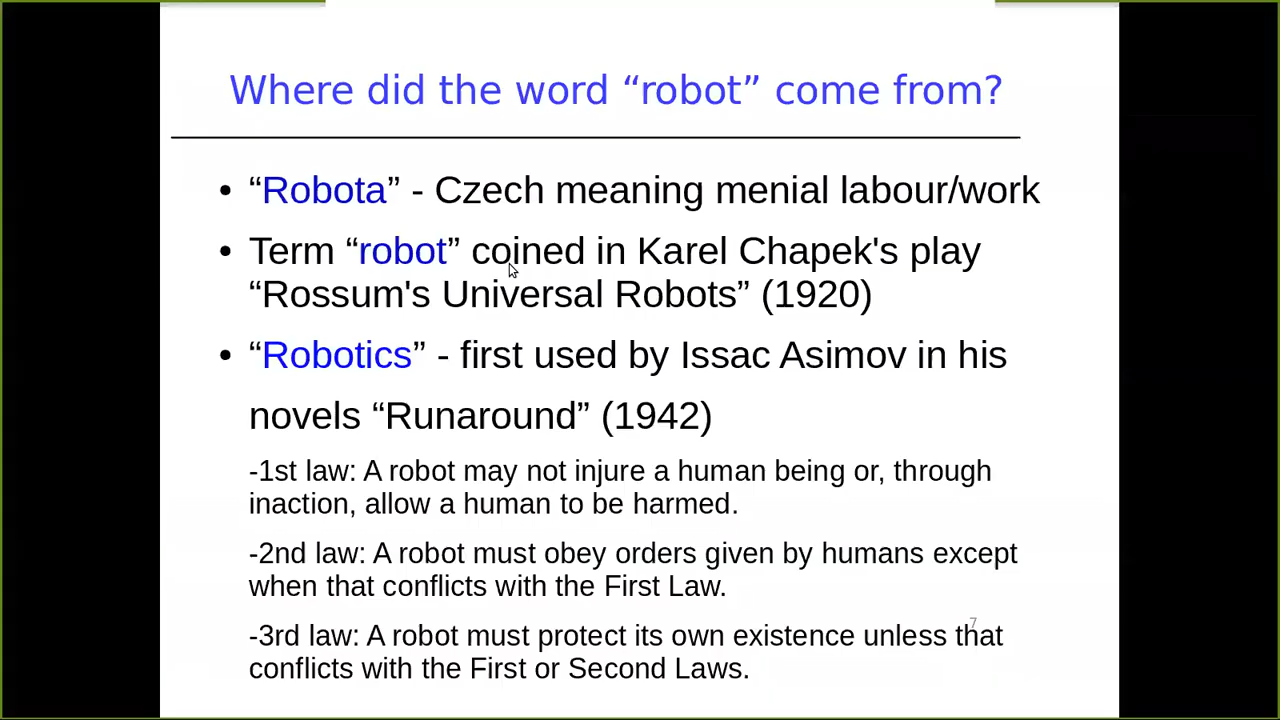 Where did the word “robot” come from?
• “Robota” - Czech meaning menial labour/work
• Term “robot” coined in Karel Chapek's play
“Rossum's Universal Robots” (1920)
• “Robotics” - first used by Issac Asimov in his
novels “Runaround” (1942)
-1st law: A robot may not injure a human being or, through
inaction, allow a human to be harmed.
-2nd law: A robot must obey orders given by humans except
when that conflicts with the First Law.
7
-3rd law: A robot must protect its own existence unless that
conflicts with the First or Second Laws.